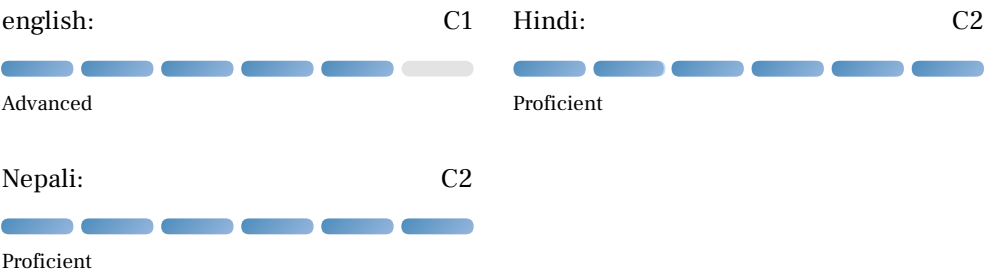 english: C1
Advanced
Hindi: C2
Proficient
Nepali: C2
Proficient